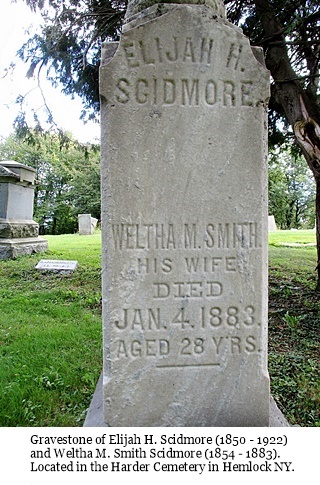 ELIJAH H.
SCIDMORE.
WELTHA M. SMITH.
HIS WIFE
DIED
JAN. 4. 1883.
AGED 28 Y'RS.
Gravestone of Elijah H. Scidmore (1850 - 1922)
and Weltha M. Smith Scidmore (1854 - 1883).
Located in the Harder Cemetery in Hemlock NY.